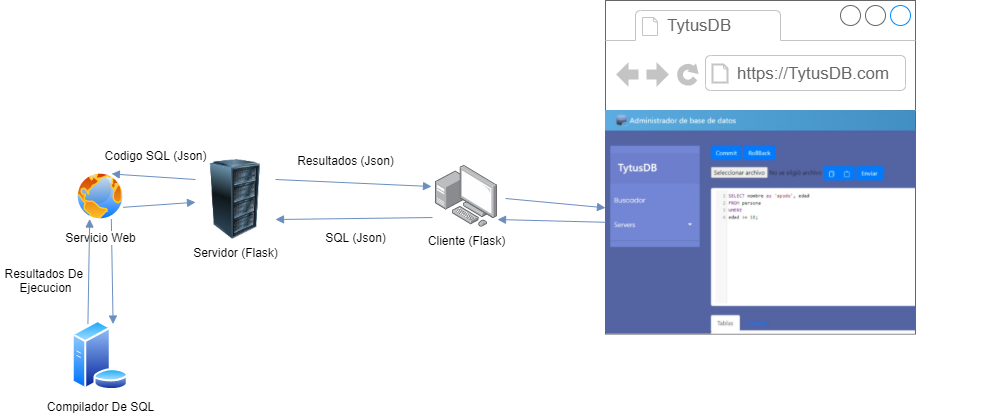 TytusDB
https://TytusDB.com
Administrador de base de datos
Commit RollBack
TytusDB
Seleccionar archivo No se eligió archivo Enviar
Buscador
Servers
1 SELECT nombre as 'apodo', edad
2 FROM persona
3 WHERE
4 edad >= 18;
Tablas
Codigo SQL (Json)
Resultados (Json)
Servicio Web
Servidor (Flask)
SQL (Json)
Cliente (Flask)
Resultados De
Ejecucion
Compilador De SQL